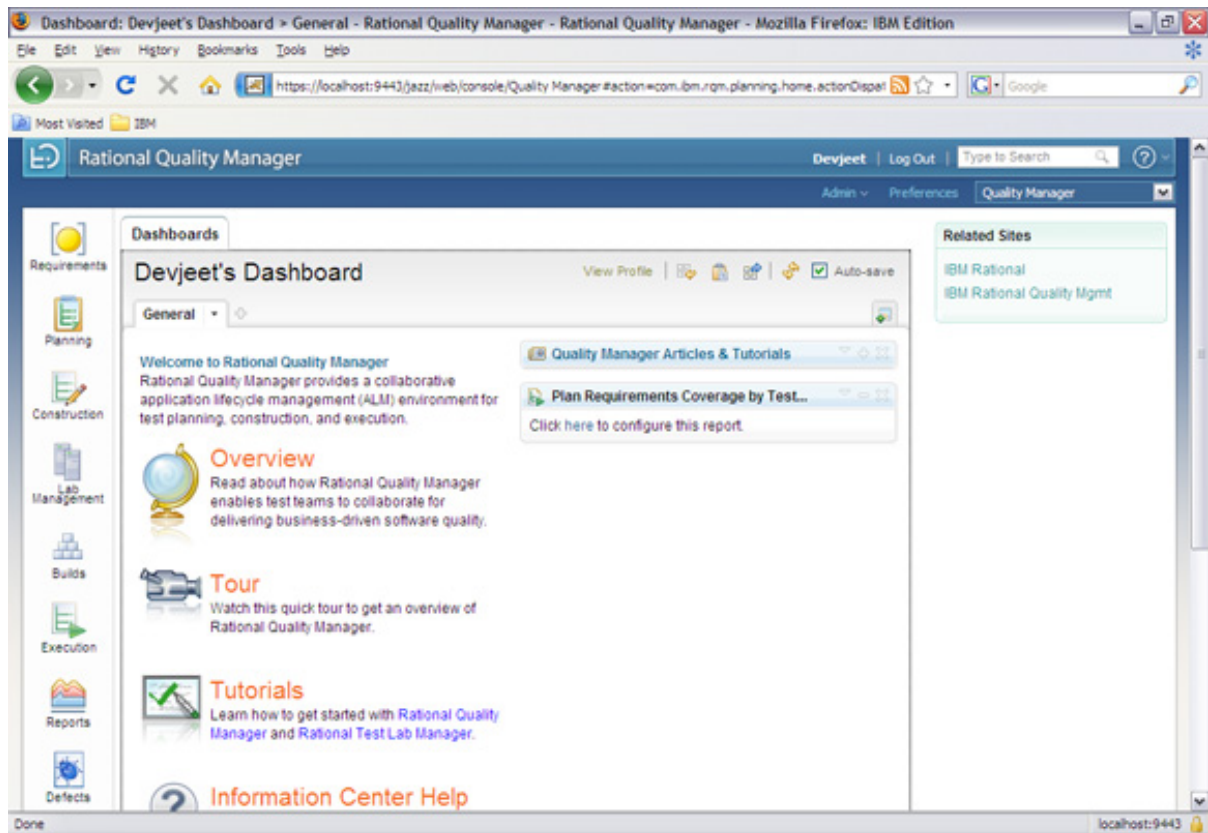 Dashboard: Devjeet's Dashboard > General - Rational Quality Manager - Rational Quality Manager - Mozilla Firefox: IBM Edition
File Edit View History Bookmarks Tools Help
https://localhost:9443/jazz/web/console/Quality Manager#action=com.ibm.rqm.planning.home.actionDispat
Google
Most Visited IBM
Rational Quality Manager
Devjeet | Log Out | Type to Search
Admin Preferences Quality Manager
Requirements
Planning
Construction
Lab Management
Builds
Execution
Reports
Defects
Dashboards
Devjeet's Dashboard
View Profile | Auto-save
General
Welcome to Rational Quality Manager
Rational Quality Manager provides a collaborative
application lifecycle management (ALM) environment for
test planning, construction, and execution.
Overview
Read about how Rational Quality Manager
enables test teams to collaborate for
delivering business-driven software quality.
Tour
Watch this quick tour to get an overview of
Rational Quality Manager.
Tutorials
Learn how to get started with Rational Quality
Manager and Rational Test Lab Manager.
Information Center Help
Quality Manager Articles & Tutorials
Plan Requirements Coverage by Test...
Click here to configure this report.
Related Sites
IBM Rational
IBM Rational Quality Mgmt
Done
localhost:9443